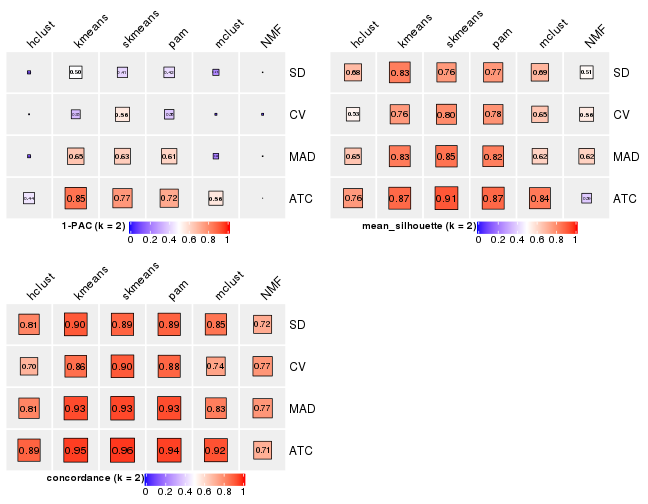 hclust kmeans skmeans pam mclust NMF
0.50 0.41 0.42 SD
0.56 CV
0.65 0.63 0.61 MAD
0.44 0.85 0.77 0.72 0.56 ATC
1-PAC (k = 2)
0 0.2 0.4 0.6 0.8 1
hclust kmeans skmeans pam mclust NMF
0.68 0.83 0.76 0.77 0.69 0.51 SD
0.53 0.76 0.80 0.78 0.65 0.56 CV
0.65 0.83 0.85 0.82 0.62 0.62 MAD
0.76 0.87 0.91 0.87 0.84 ATC
mean_silhouette (k = 2)
0 0.2 0.4 0.6 0.8 1
hclust kmeans skmeans pam mclust NMF
0.81 0.90 0.89 0.89 0.85 0.72 SD
0.70 0.86 0.90 0.88 0.74 0.77 CV
0.81 0.93 0.93 0.93 0.83 0.77 MAD
0.89 0.95 0.96 0.94 0.92 0.71 ATC
concordance (k = 2)
0 0.2 0.4 0.6 0.8 1